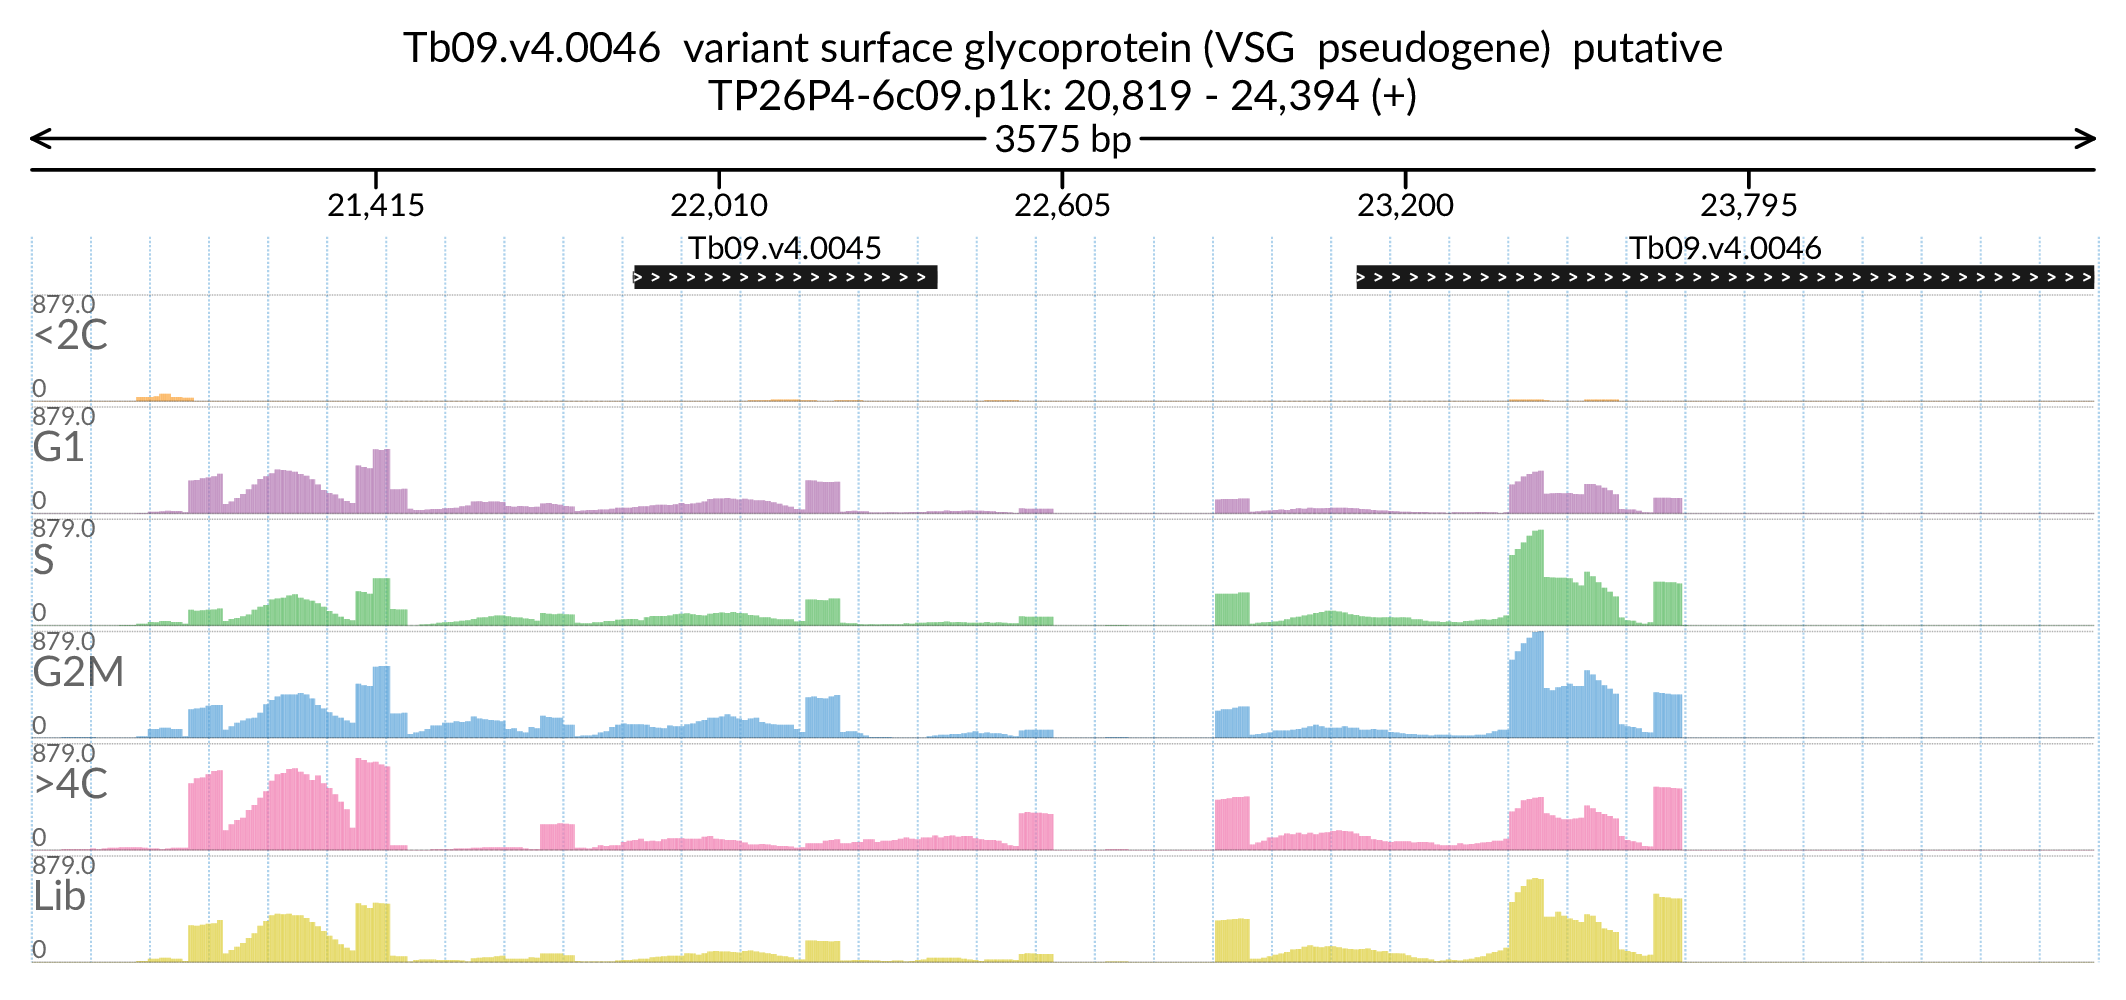 Tb09.v4.0046  variant surface glycoprotein (VSG  pseudogene)  putative
TP26P4-6c09.p1k: 20,819 - 24,394 (+)
3575 bp
21,415 22,010 22,605 23,200 23,795
Tb09.v4.0045 Tb09.v4.0046
879.0
<2C
0
879.0
G1
0
879.0
S
0
879.0
G2M
0
879.0
>4C
0
879.0
Lib
0